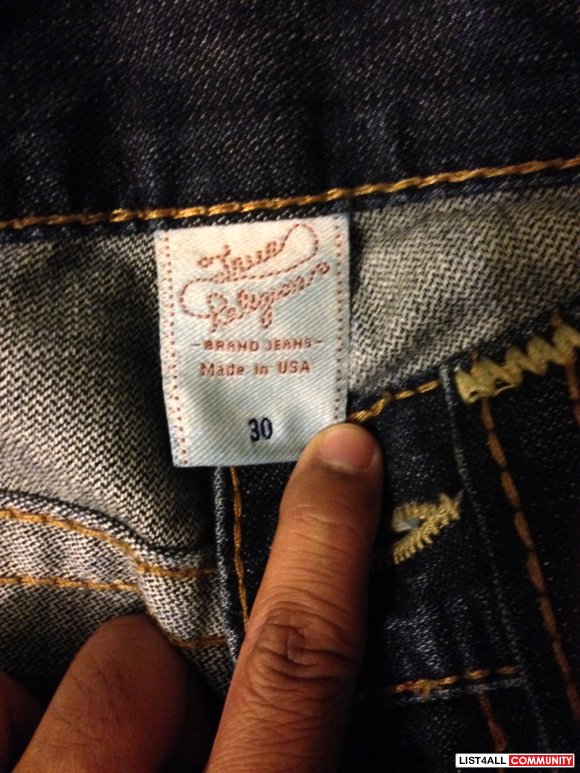 True
Religion
-BRAND JEANS-
Made in USA
30
LIST4ALL COMMUNITY